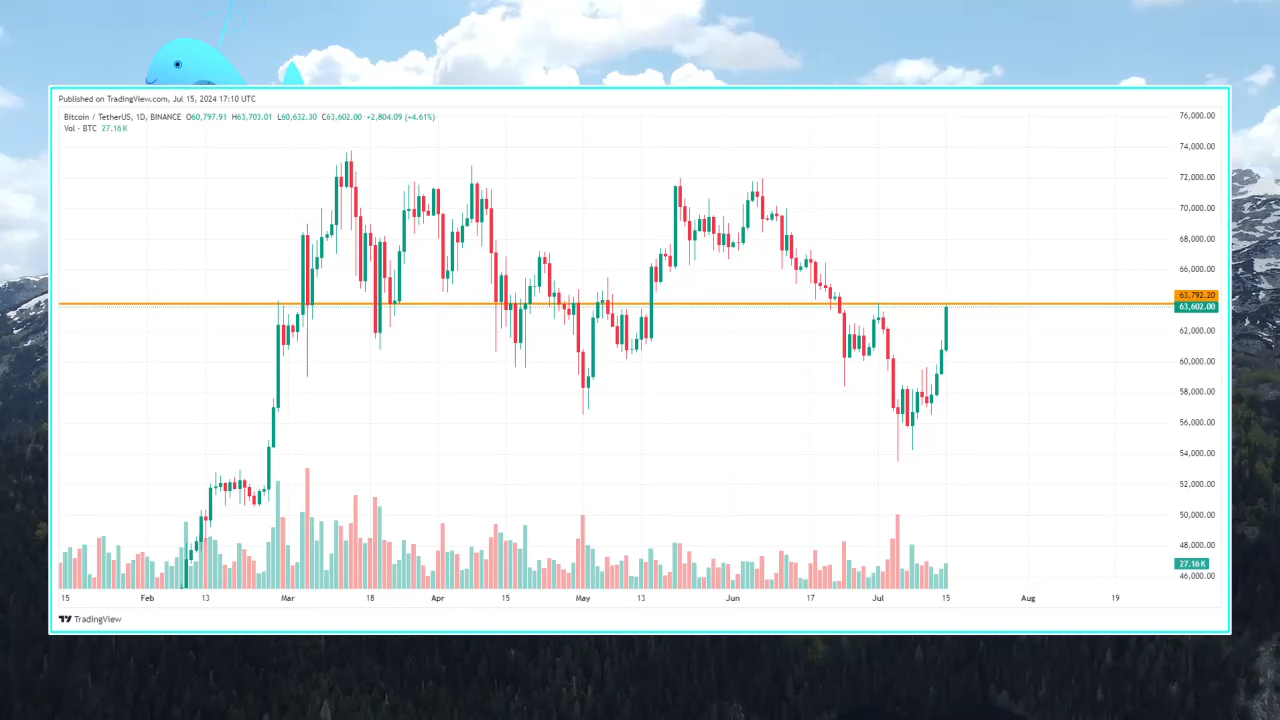 Published on TradingView.com, Jul 15, 2024 17:10 UTC
Bitcoin / TetherUS, 1D, BINANCE O60,797.91 H63,703.01 L60,632.30 C63,602.00 +2,804.09 (+4.61%)
Vol · BTC 27.16K
76,000.00
74,000.00
72,000.00
70,000.00
68,000.00
66,000.00
63,792.20
63,602.00
62,000.00
60,000.00
58,000.00
56,000.00
54,000.00
52,000.00
50,000.00
48,000.00
27.16K
46,000.00
15 Feb 13 Mar 18 Apr 15 May 13 Jun 17 Jul 15 Aug 19
TradingView